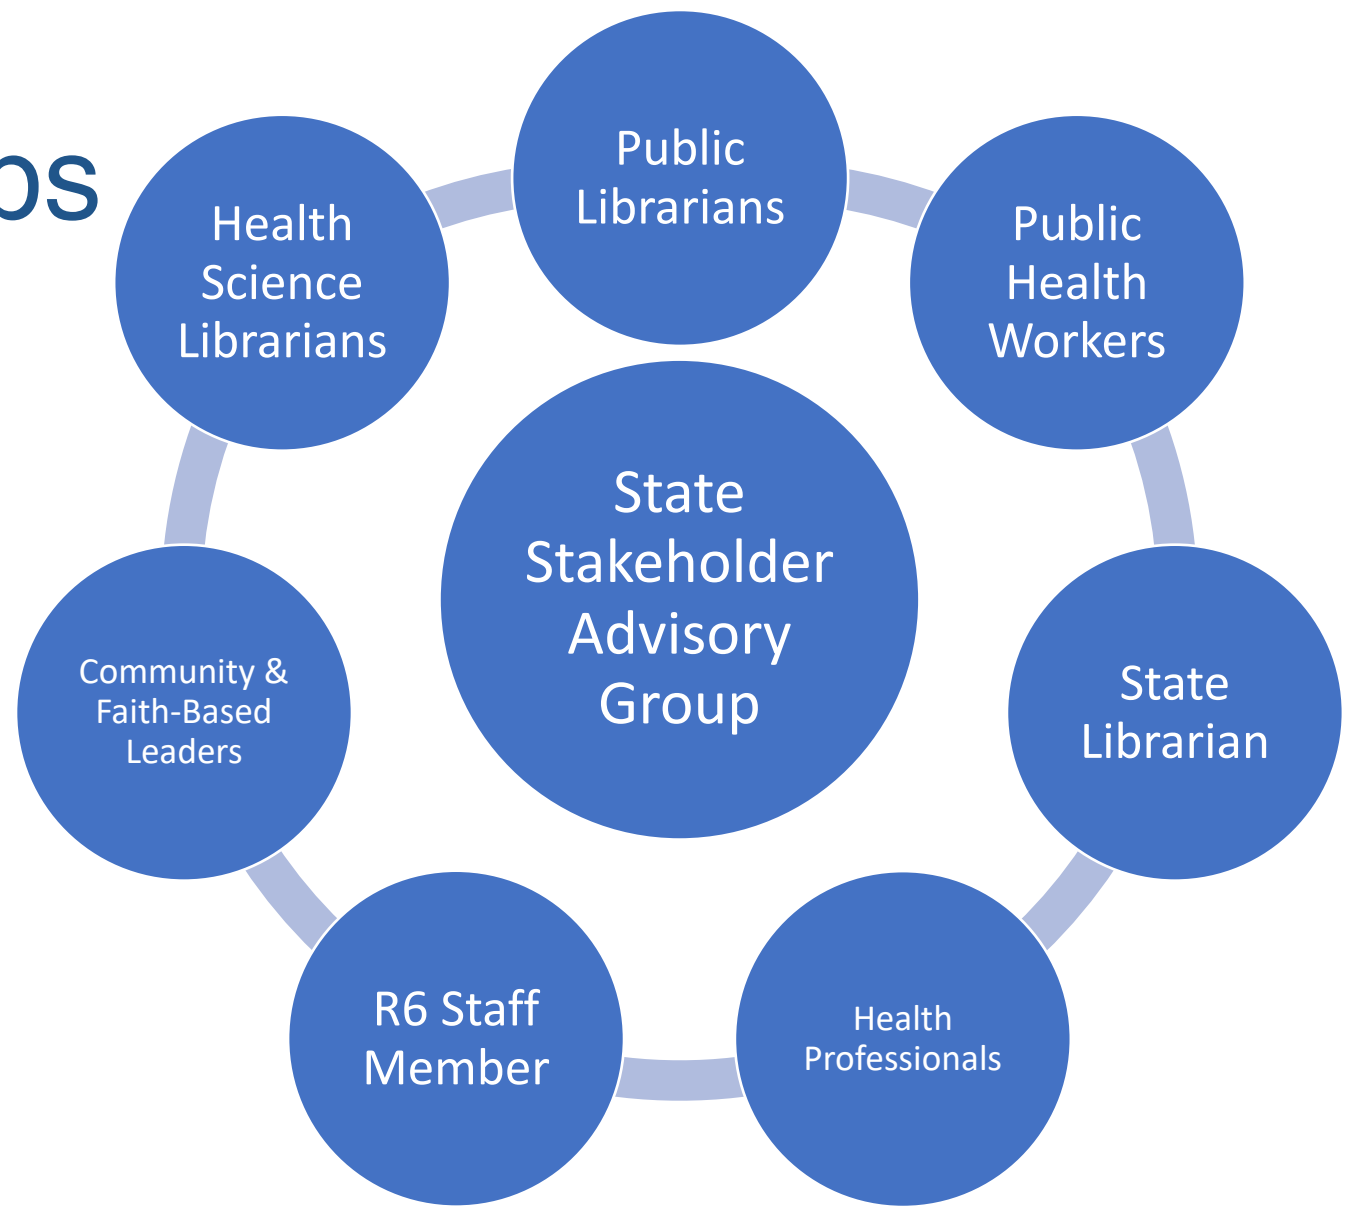 Public
Librarians
Public
Health
Workers
State
Librarian
Health
Professionals
R6 Staff
Member
Community &
Faith-Based
Leaders
Health
Science
Librarians
State
Stakeholder
Advisory
Group